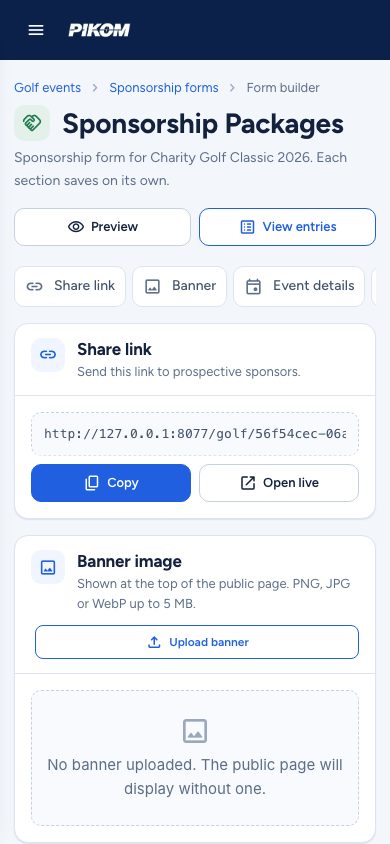 PIKOM
Golf events > Sponsorship forms > Form builder
Sponsorship Packages
Sponsorship form for Charity Golf Classic 2026. Each
section saves on its own.
Preview
View entries
Share link
Banner
Event details
Share link
Send this link to prospective sponsors.
http://127.0.0.1:8077/golf/56f54cec-06a
Copy
Open live
Banner image
Shown at the top of the public page. PNG, JPG
or WebP up to 5 MB.
Upload banner
No banner uploaded. The public page will
display without one.